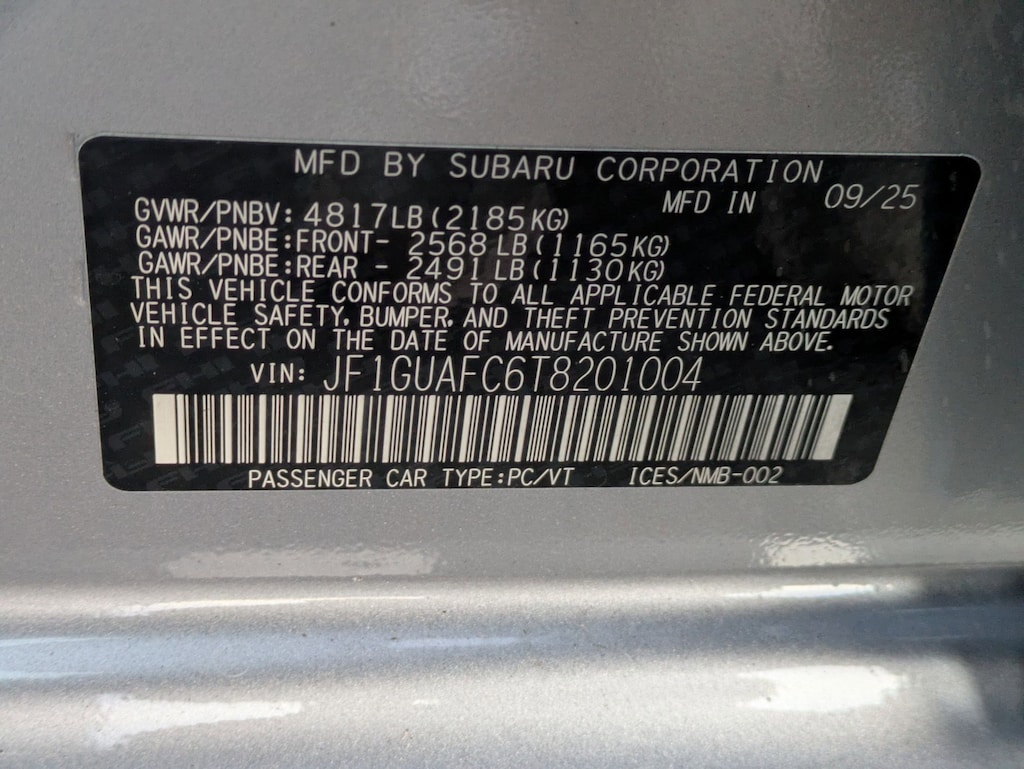 MFD BY SUBARU CORPORATION
MFD IN 09/25
GVWR/PNBV: 4817LB(2185KG)
GAWR/PNBE:FRONT- 2568LB(1165KG)
GAWR/PNBE:REAR - 2491LB(1130KG)
THIS VEHICLE CONFORMS TO ALL APPLICABLE FEDERAL MOTOR
VEHICLE SAFETY, BUMPER, AND THEFT PREVENTION STANDARDS
IN EFFECT ON THE DATE OF MANUFACTURE SHOWN ABOVE.
VIN: JF1GUAFC6T8201004
PASSENGER CAR TYPE:PC/VT ICES/NMB-002